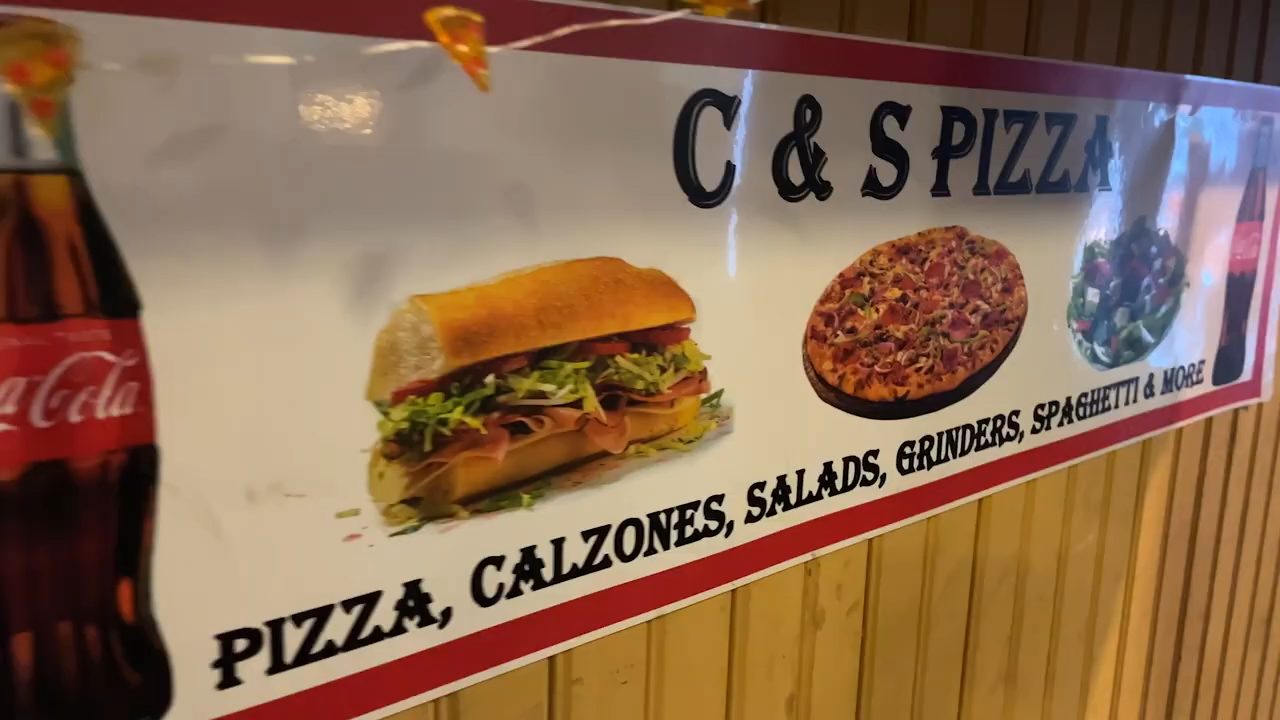 C & S PIZZA
Coca-Cola
PIZZA, CALZONES, SALADS, GRINDERS, SPAGHETTI & MORE